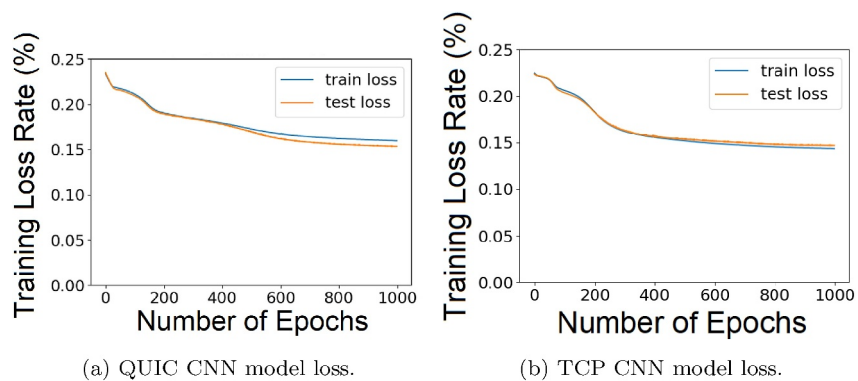 Training Loss Rate (%)
0.25
0.20
0.15
0.10
0.05
0.00
train loss
test loss
0 200 400 600 800 1000
Number of Epochs
(a) QUIC CNN model loss.
Training Loss Rate (%)
0.25
0.20
0.15
0.10
0.05
0.00
train loss
test loss
0 200 400 600 800 1000
Number of Epochs
(b) TCP CNN model loss.